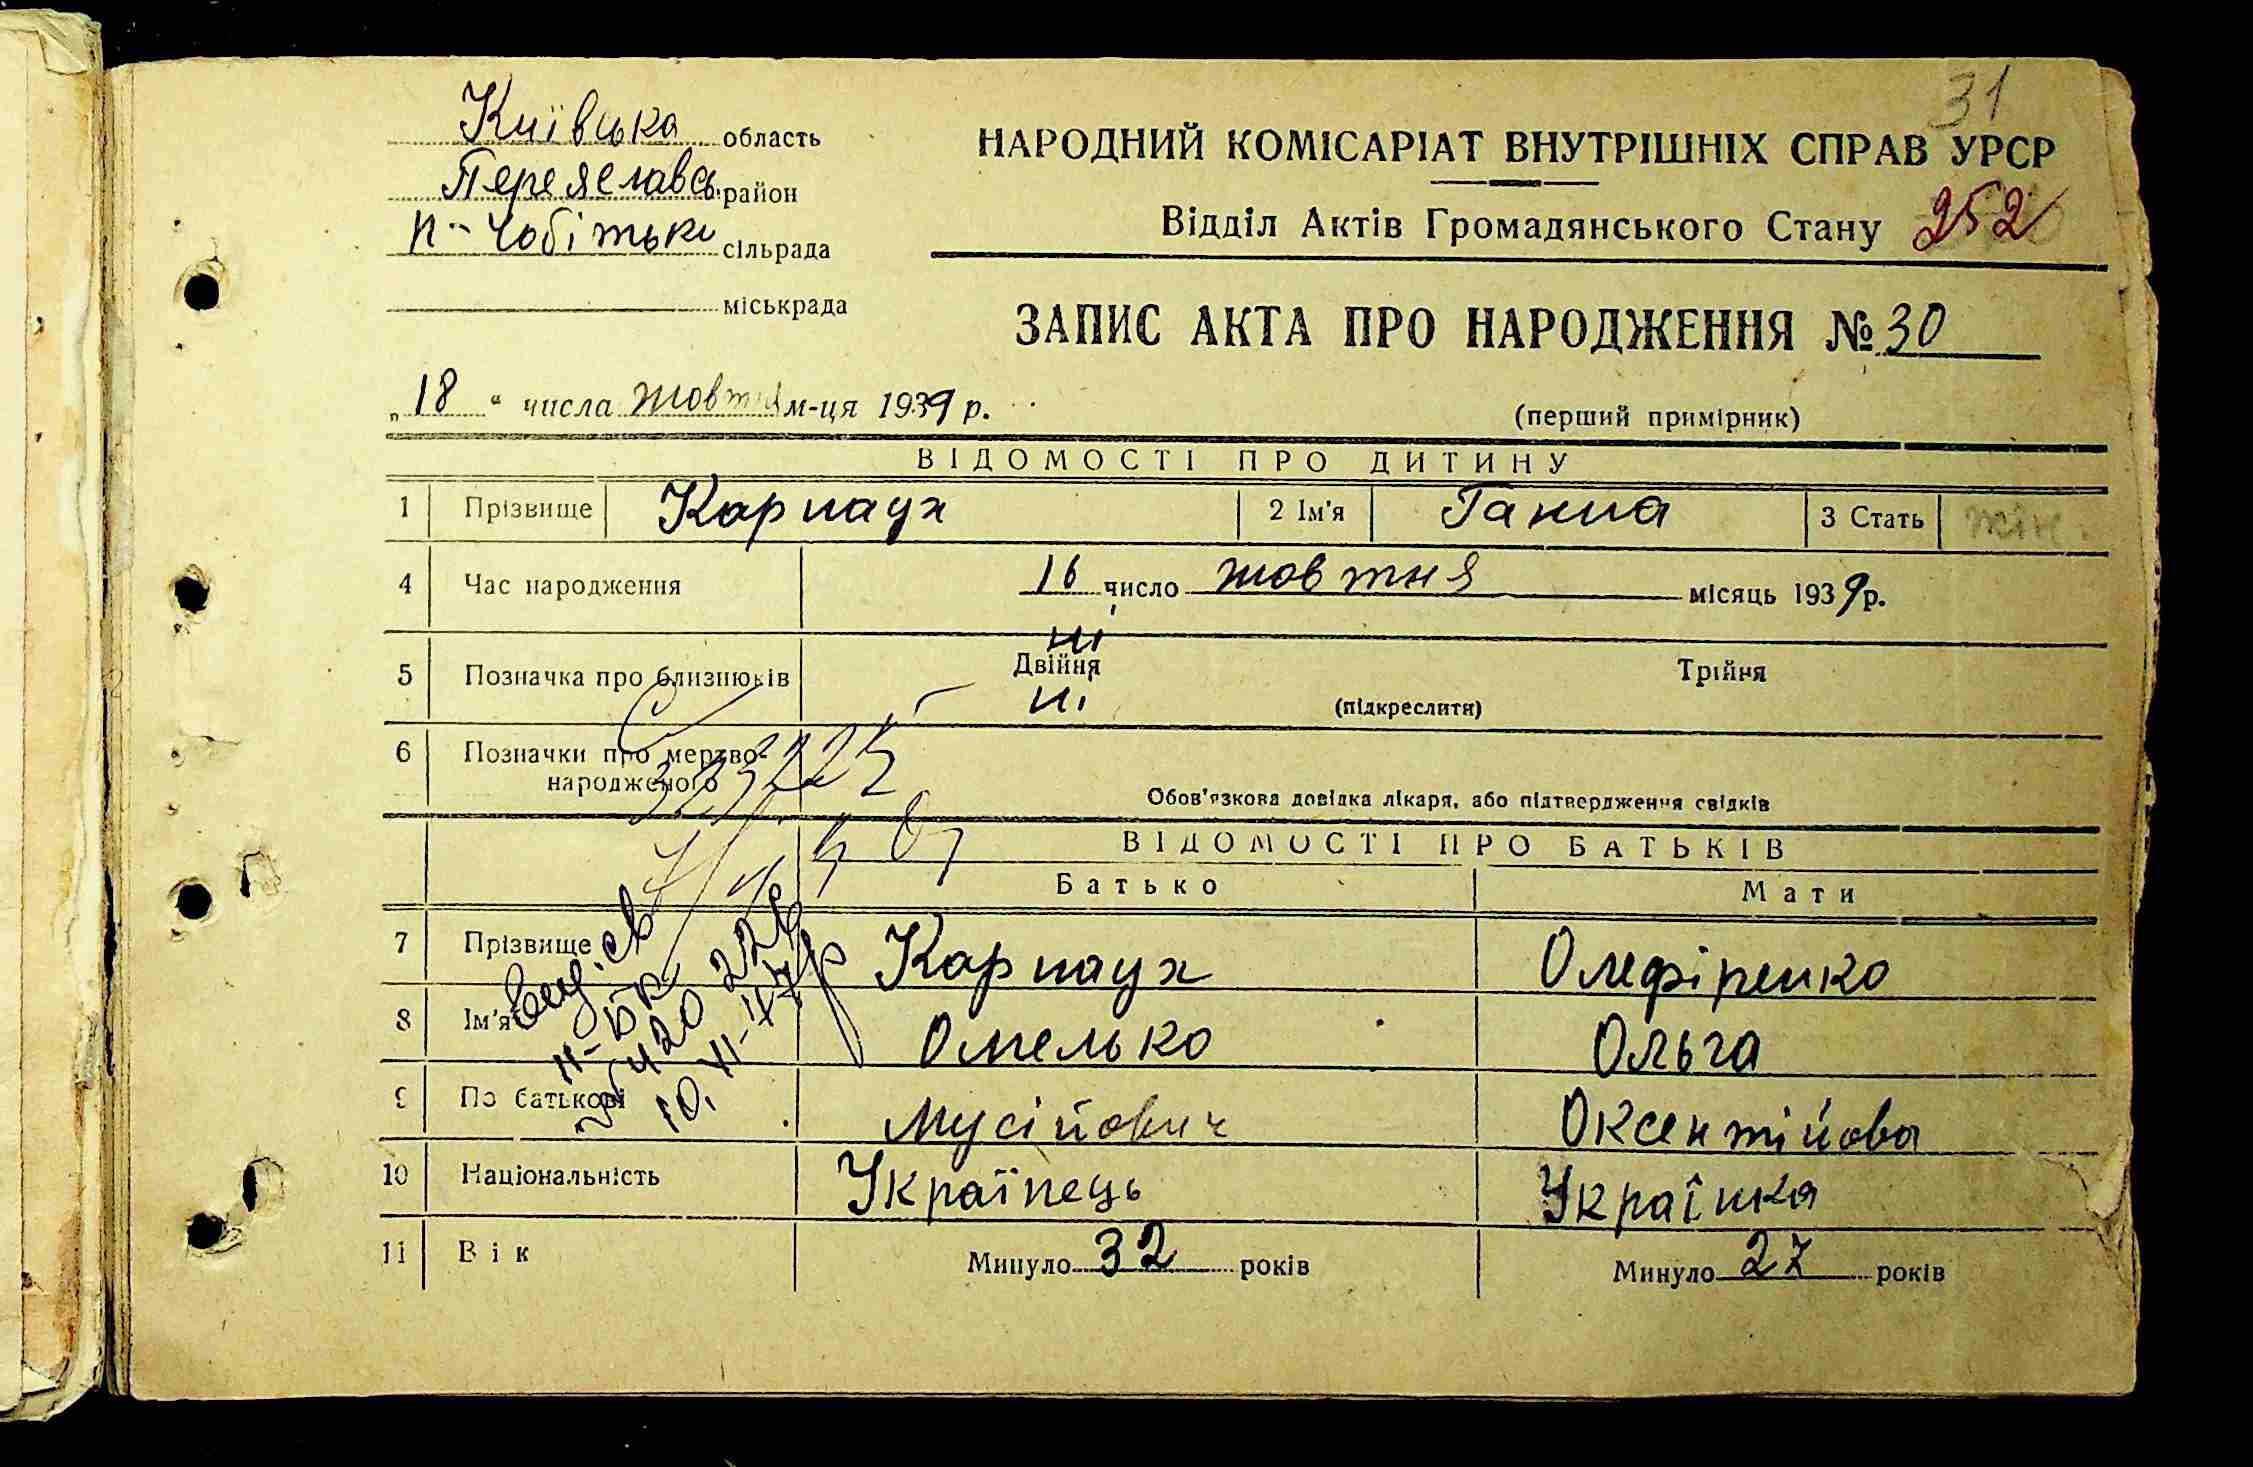 31
Київська область
Переяславсь. район
П-Чобітьки сільрада
міськрада
НАРОДНИЙ КОМІСАРІАТ ВНУТРІШНІХ СПРАВ УРСР
Відділ Актів Громадянського Стану 252
ЗАПИС АКТА ПРО НАРОДЖЕННЯ № 30
„18“ числа жовтня м-ця 1939 р.
(перший примірник)
ВІДОМОСТІ ПРО ДИТИНУ
1 Прізвище Карнаух 2 Ім'я Ганна 3 Стать жін.
4 Час народження 16 число жовтня місяць 1939 р.
ні
5 Позначка про близнюків Двійня Трійня
ні (підкреслити)
6 Позначки про мертво-
народженого
Обов'язкова довідка лікаря, або підтвердження свідків
ВІДОМОСТІ ПРО БАТЬКІВ
Батько Мати
7 Прізвище Карнаух Олефіренко
8 Ім'я Омелько Ольга
9 По батькові Мусійович Оксентійова
10 Національність Українець Українка
11 Вік Минуло 32 років Минуло 27 років